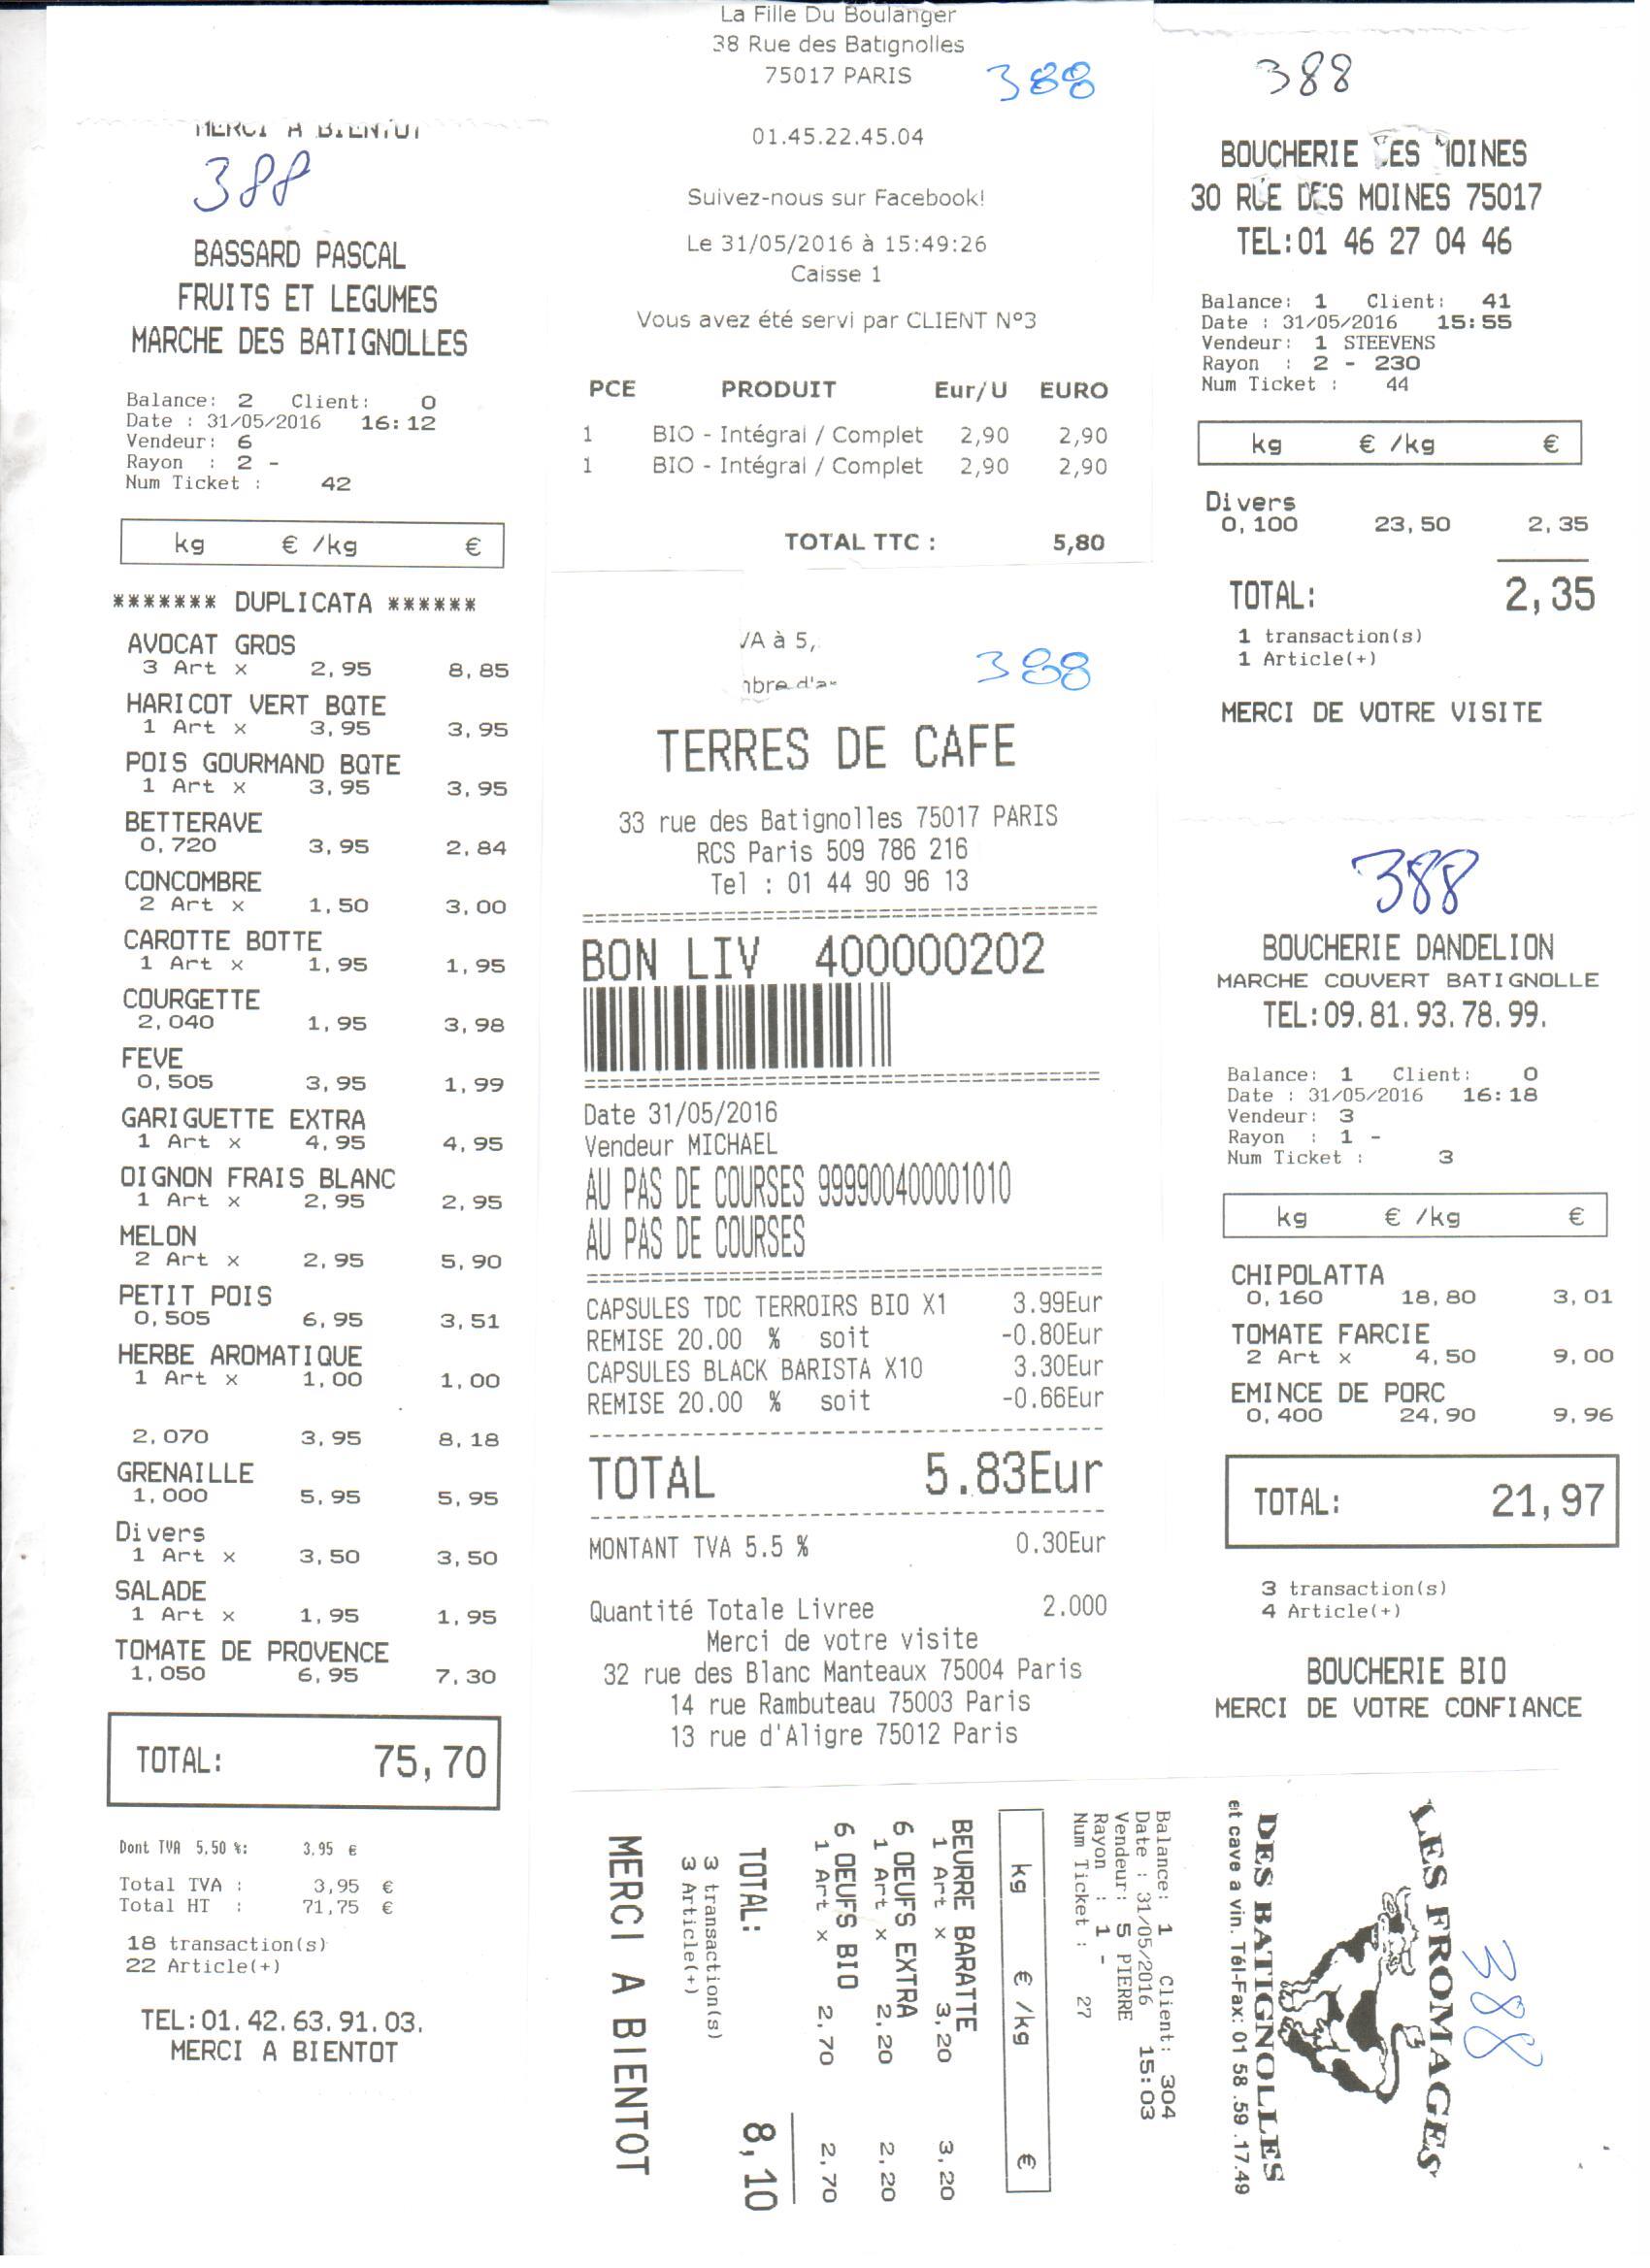 MERCI A BIENTOT
388
BASSARD PASCAL
FRUITS ET LEGUMES
MARCHE DES BATIGNOLLES
Balance: 2 Client: 0
Date : 31/05/2016 16:12
Vendeur: 6
Rayon : 2 -
Num Ticket : 42
kg € /kg €
******* DUPLICATA ******
AVOCAT GROS
3 Art x 2,95 8,85
HARICOT VERT BQTE
1 Art x 3,95 3,95
POIS GOURMAND BQTE
1 Art x 3,95 3,95
BETTERAVE
0,720 3,95 2,84
CONCOMBRE
2 Art x 1,50 3,00
CAROTTE BOTTE
1 Art x 1,95 1,95
COURGETTE
2,040 1,95 3,98
FEVE
0,505 3,95 1,99
GARIGUETTE EXTRA
1 Art x 4,95 4,95
OIGNON FRAIS BLANC
1 Art x 2,95 2,95
MELON
2 Art x 2,95 5,90
PETIT POIS
0,505 6,95 3,51
HERBE AROMATIQUE
1 Art x 1,00 1,00
2,070 3,95 8,18
GRENAILLE
1,000 5,95 5,95
Divers
1 Art x 3,50 3,50
SALADE
1 Art x 1,95 1,95
TOMATE DE PROVENCE
1,050 6,95 7,30
TOTAL: 75,70
Dont TVA 5,50 %: 3,95 €
Total TVA : 3,95 €
Total HT : 71,75 €
18 transaction(s)
22 Article(+)
TEL:01.42.63.91.03.
MERCI A BIENTOT
La Fille Du Boulanger
38 Rue des Batignolles
75017 PARIS
388
01.45.22.45.04
Suivez-nous sur Facebook!
Le 31/05/2016 à 15:49:26
Caisse 1
Vous avez été servi par CLIENT N°3
PCE PRODUIT Eur/U EURO
1 BIO - Intégral / Complet 2,90 2,90
1 BIO - Intégral / Complet 2,90 2,90
TOTAL TTC : 5,80
VA à 5,
388
mbre d'a
TERRES DE CAFE
33 rue des Batignolles 75017 PARIS
RCS Paris 509 786 216
Tel : 01 44 90 96 13
BON LIV 400000202
Date 31/05/2016
Vendeur MICHAEL
AU PAS DE COURSES 9999004000010​10
AU PAS DE COURSES
CAPSULES TDC TERROIRS BIO X1 3.99Eur
REMISE 20.00 % soit -0.80Eur
CAPSULES BLACK BARISTA X10 3.30Eur
REMISE 20.00 % soit -0.66Eur
TOTAL 5.83Eur
MONTANT TVA 5.5 % 0.30Eur
Quantité Totale Livree 2.000
Merci de votre visite
32 rue des Blanc Manteaux 75004 Paris
14 rue Rambuteau 75003 Paris
13 rue d'Aligre 75012 Paris
388
BOUCHERIE DES MOINES
30 RUE DES MOINES 75017
TEL:01 46 27 04 46
Balance: 1 Client: 41
Date : 31/05/2016 15:55
Vendeur: 1 STEEVENS
Rayon : 2 - 230
Num Ticket : 44
kg € /kg €
Divers
0,100 23,50 2,35
TOTAL: 2,35
1 transaction(s)
1 Article(+)
MERCI DE VOTRE VISITE
388
BOUCHERIE DANDELION
MARCHE COUVERT BATIGNOLLE
TEL:09.81.93.78.99.
Balance: 1 Client: 0
Date : 31/05/2016 16:18
Vendeur: 3
Rayon : 1 -
Num Ticket : 3
kg € /kg €
CHIPOLATTA
0,160 18,80 3,01
TOMATE FARCIE
2 Art x 4,50 9,00
EMINCE DE PORC
0,400 24,90 9,96
TOTAL: 21,97
3 transaction(s)
4 Article(+)
BOUCHERIE BIO
MERCI DE VOTRE CONFIANCE
388
LES FROMAGES
DES BATIGNOLLES
et cave a vin. Tél-Fax: 01 58 .59 .17.49
Balance: 1 Client: 304
Date : 31/05/2016 15:03
Vendeur: 5 PIERRE
Rayon : 1 -
Num Ticket : 27
kg € /kg €
BEURRE BARATTE
1 Art x 3,20 3,20
6 OEUFS EXTRA
1 Art x 2,20 2,20
6 OEUFS BIO
1 Art x 2,70 2,70
TOTAL: 8,10
3 transaction(s)
3 Article(+)
MERCI A BIENTOT